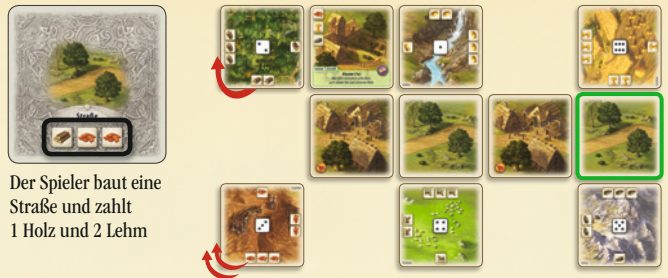 Straße
Der Spieler baut eine
Straße und zahlt
1 Holz und 2 Lehm